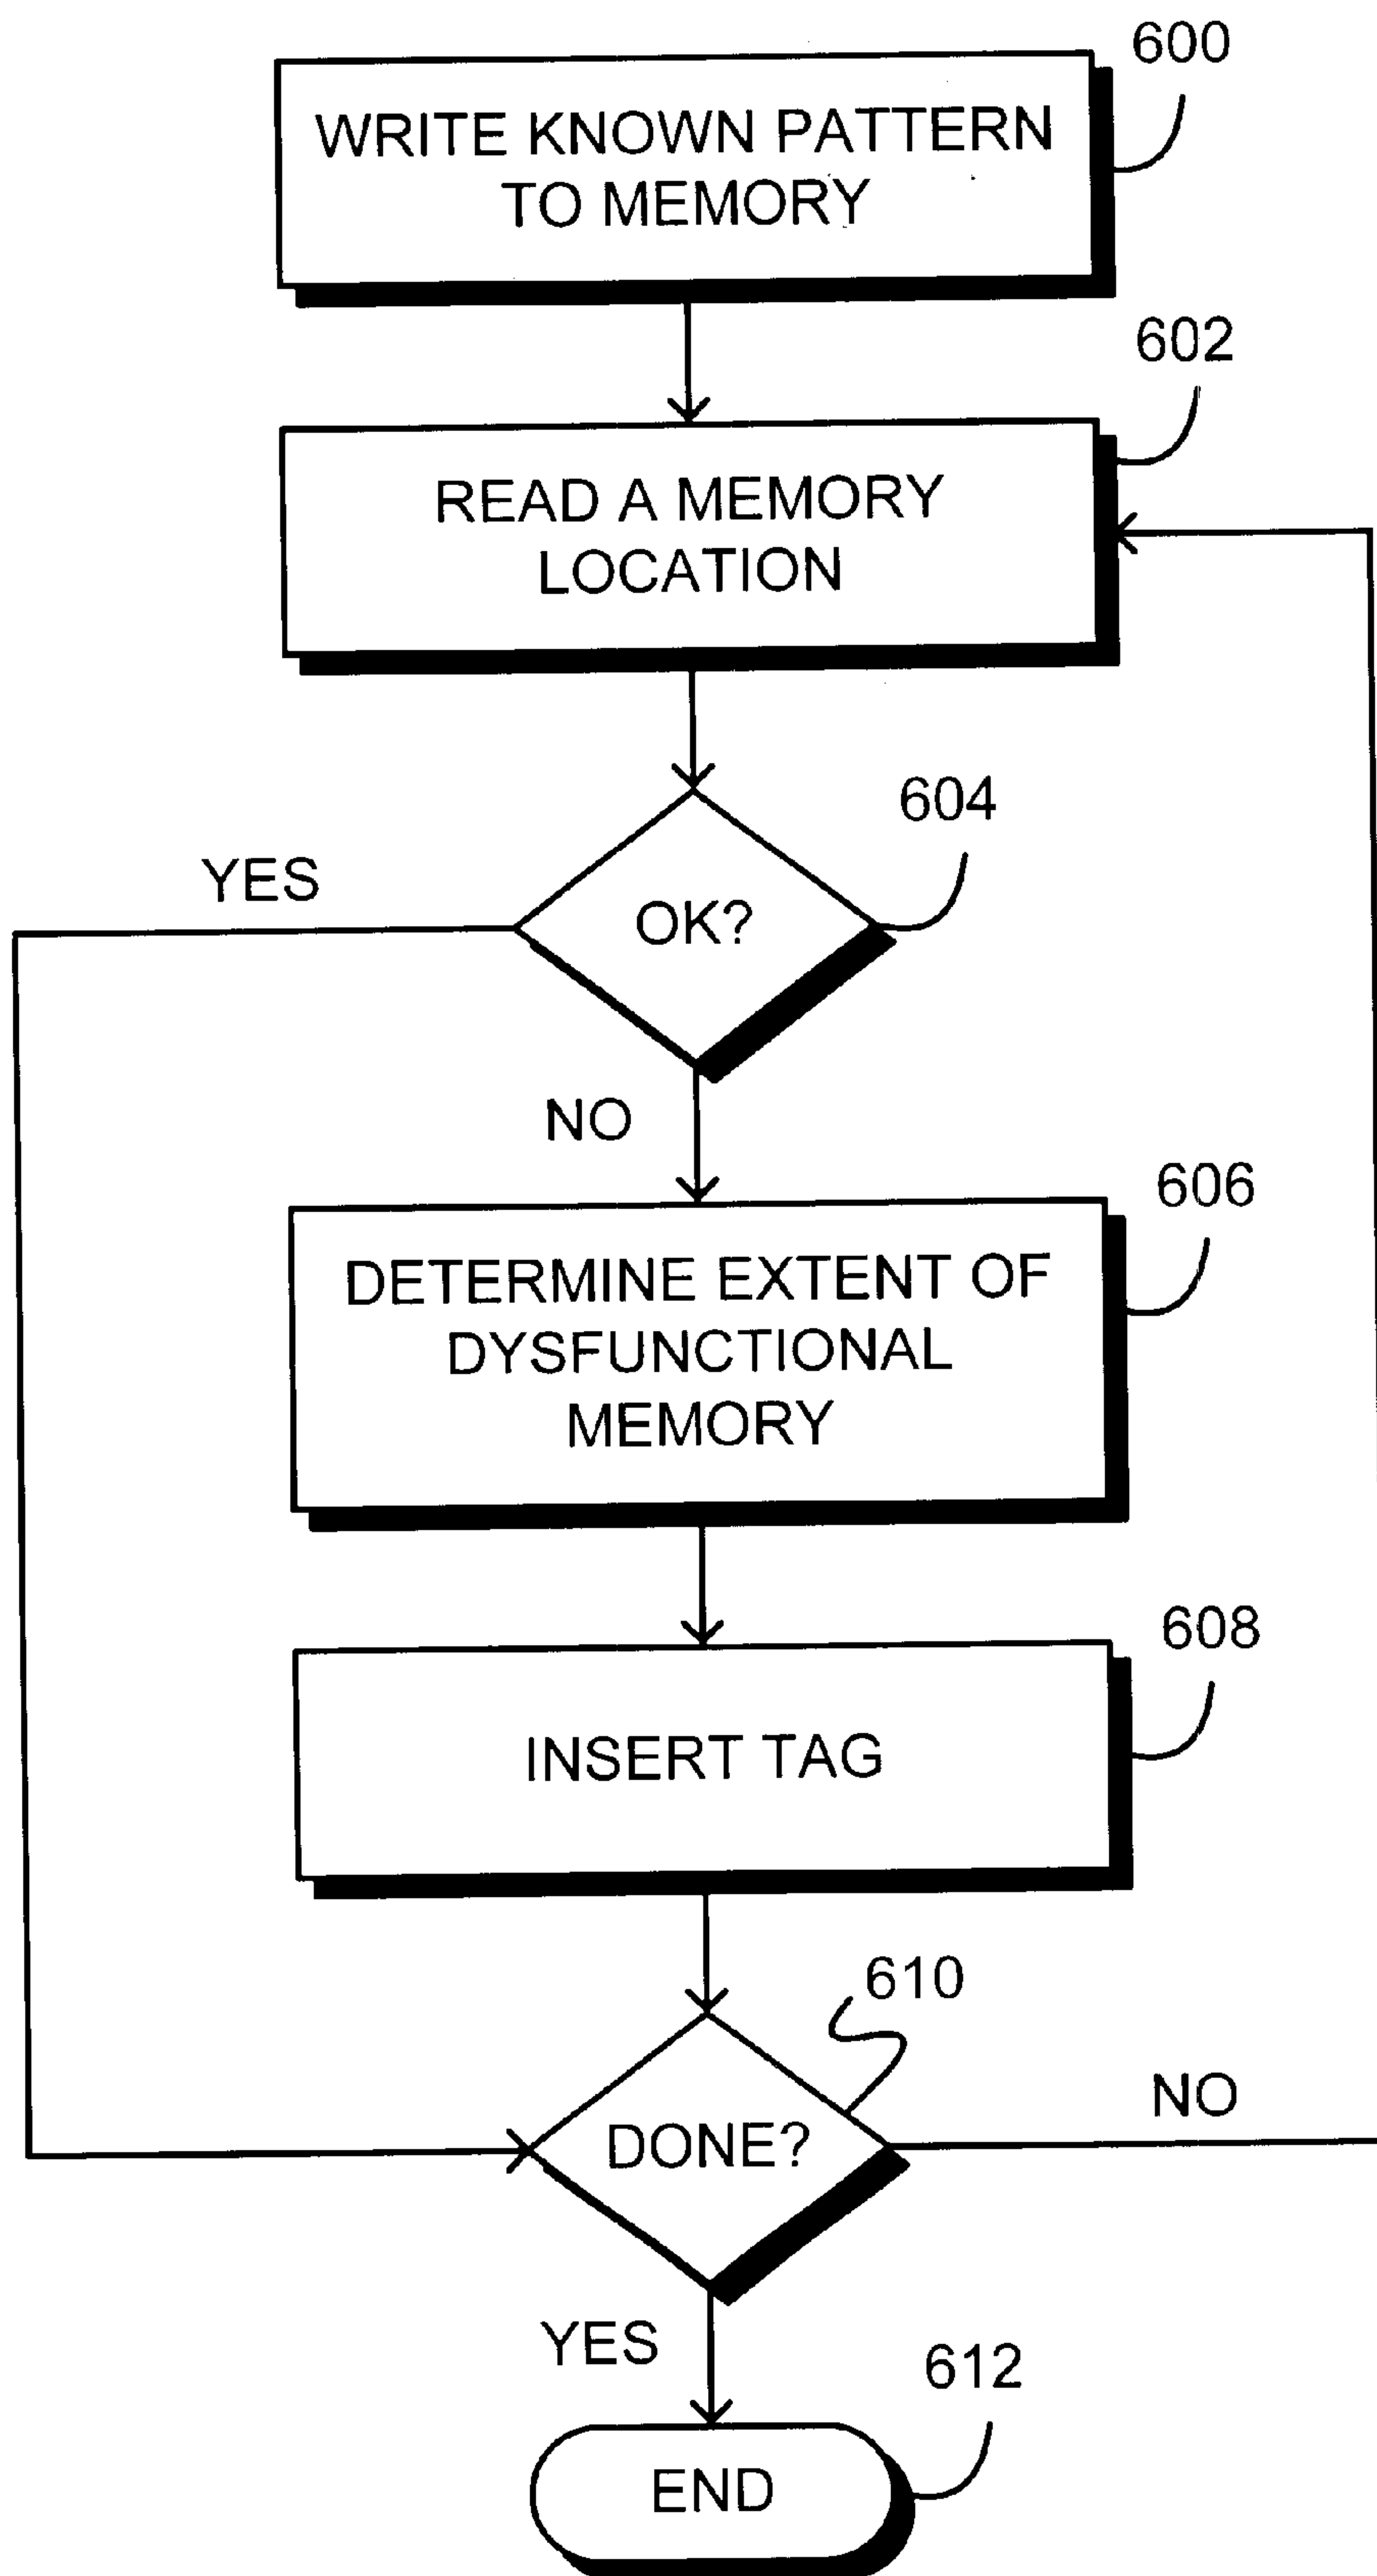 600
WRITE KNOWN PATTERN
TO MEMORY
602
READ A MEMORY
LOCATION
604
YES
OK?
NO
606
DETERMINE EXTENT OF
DYSFUNCTIONAL
MEMORY
608
INSERT TAG
610
NO
DONE?
YES
612
END